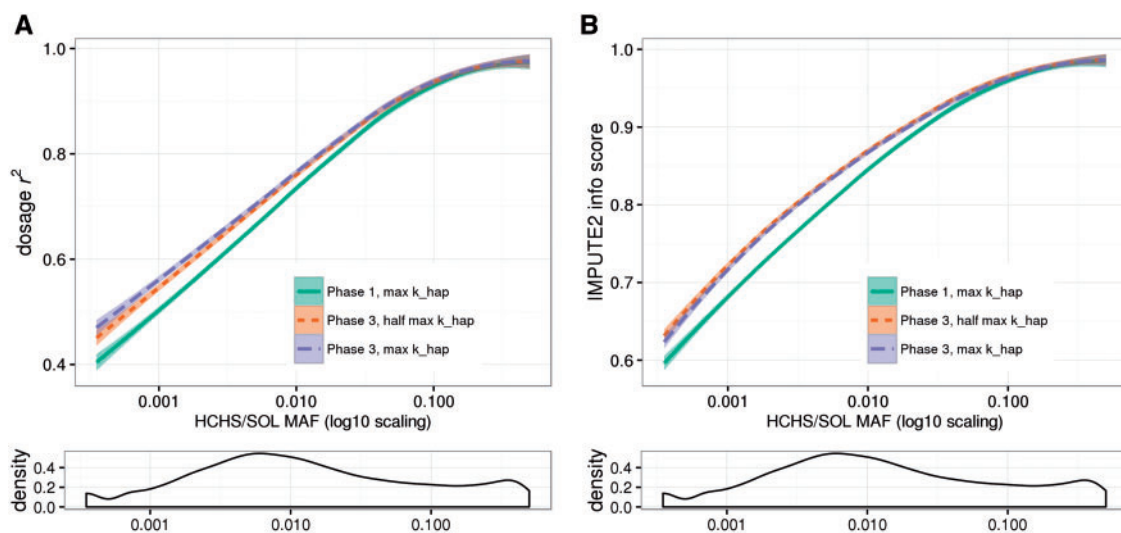 A
1.0
0.8
0.6
0.4
dosage r²
Phase 1, max k_hap
Phase 3, half max k_hap
Phase 3, max k_hap
0.001 0.010 0.100
HCHS/SOL MAF (log10 scaling)
density
0.4
0.2
0.0
0.001 0.010 0.100
B
1.0
0.9
0.8
0.7
0.6
IMPUTE2 info score
Phase 1, max k_hap
Phase 3, half max k_hap
Phase 3, max k_hap
0.001 0.010 0.100
HCHS/SOL MAF (log10 scaling)
density
0.4
0.2
0.0
0.001 0.010 0.100